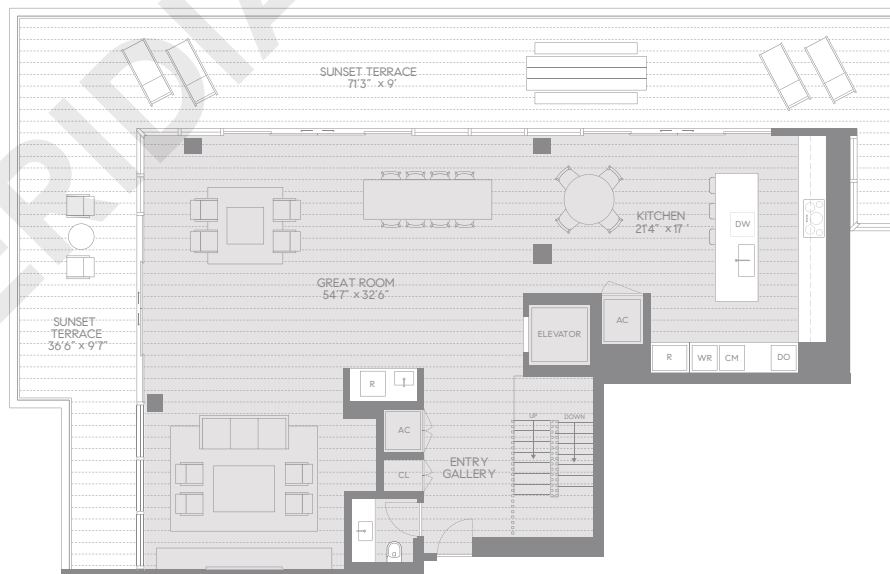 SUNSET TERRACE
71'3" x 9'
KITCHEN
21'4" x 17'
DW
GREAT ROOM
54'7" x 32'6"
SUNSET
TERRACE
36'6" x 9'7"
ELEVATOR
AC
R
WR
CM
DO
R
AC
UP
DOWN
ENTRY
GALLERY
CL
ERIDIA